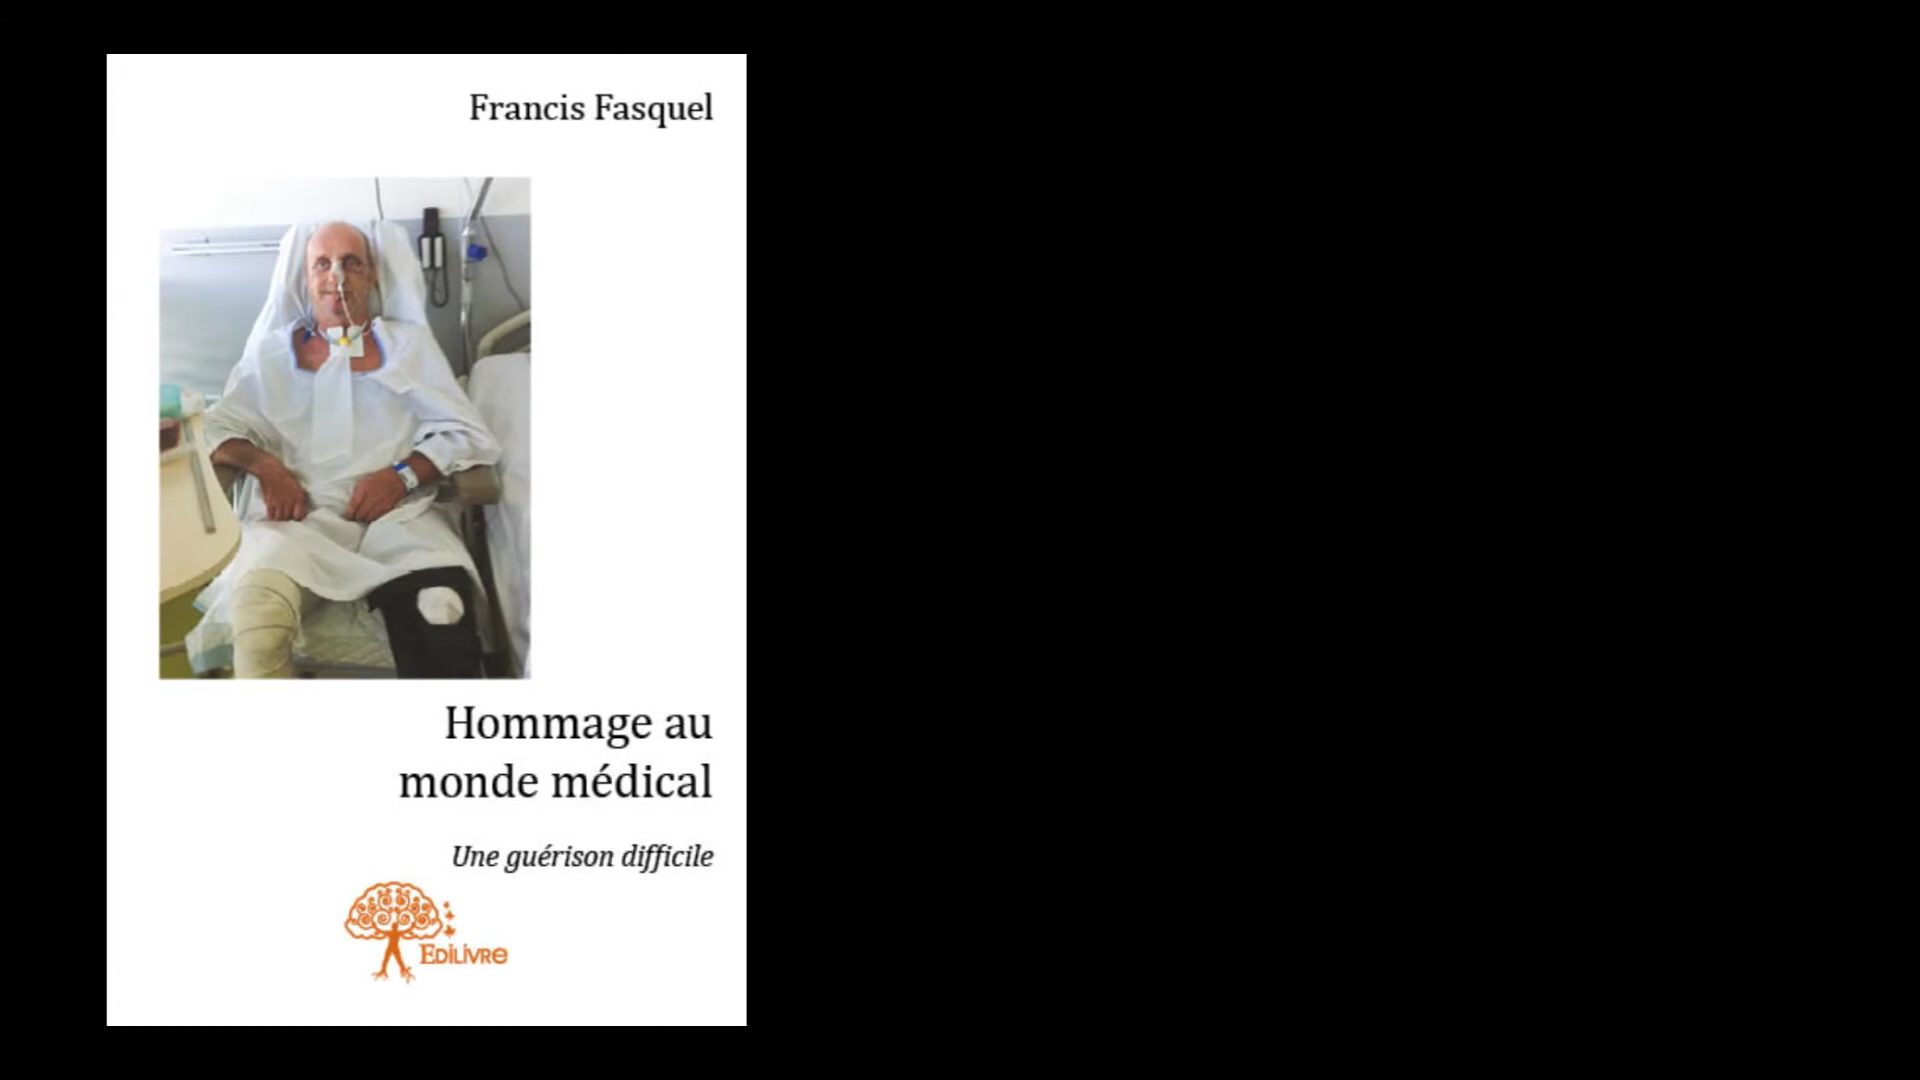 Francis Fasquel
Hommage au
monde médical
Une guérison difficile
EDILIVRE